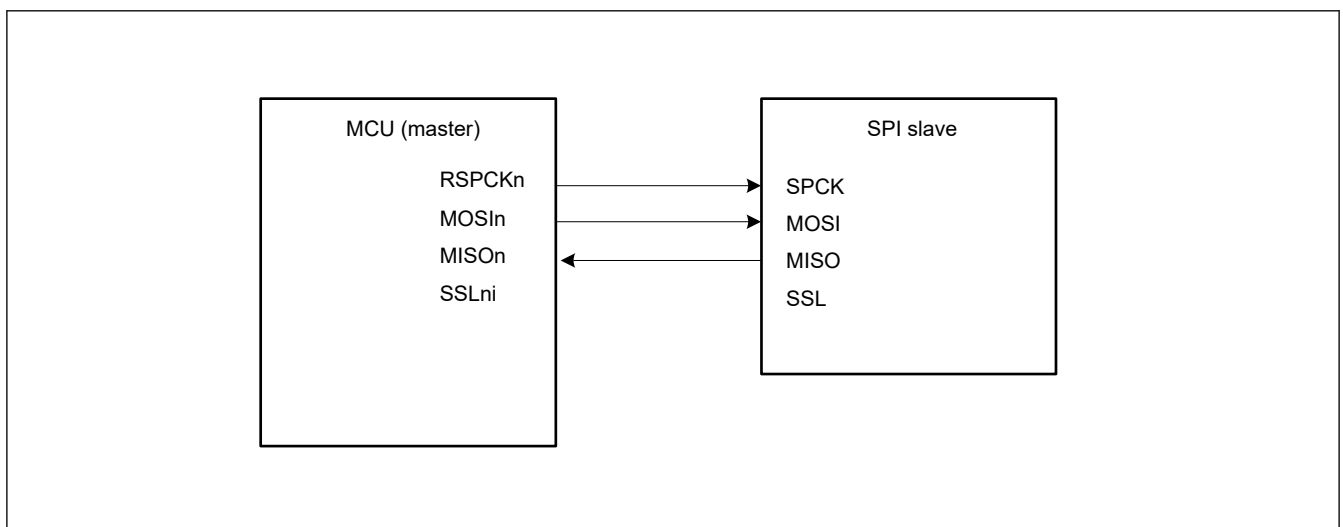 MCU (master)
RSPCKn
MOSIn
MISOn
SSLni
SPI slave
SPCK
MOSI
MISO
SSL